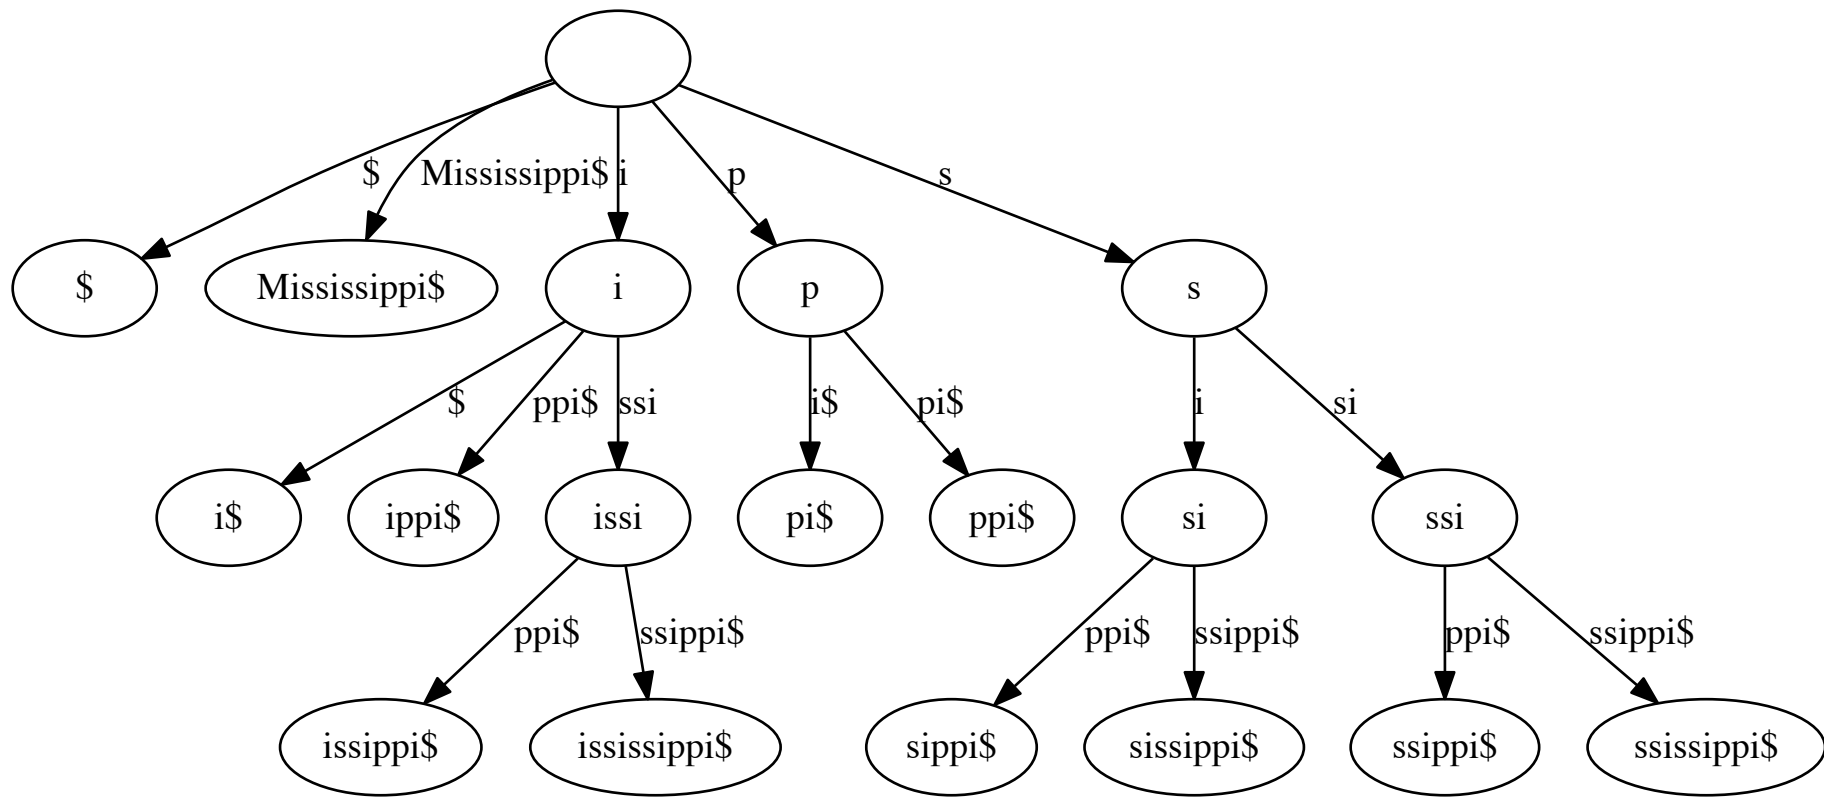 $ Mississippi$ i p s
$ Mississippi$ i p s
$ ppi$ ssi i$ pi$ i si
i$ ippi$ issi pi$ ppi$ si ssi
ppi$ ssippi$ ppi$ ssippi$ ppi$ ssippi$
issippi$ ississippi$ sippi$ sissippi$ ssippi$ ssissippi$